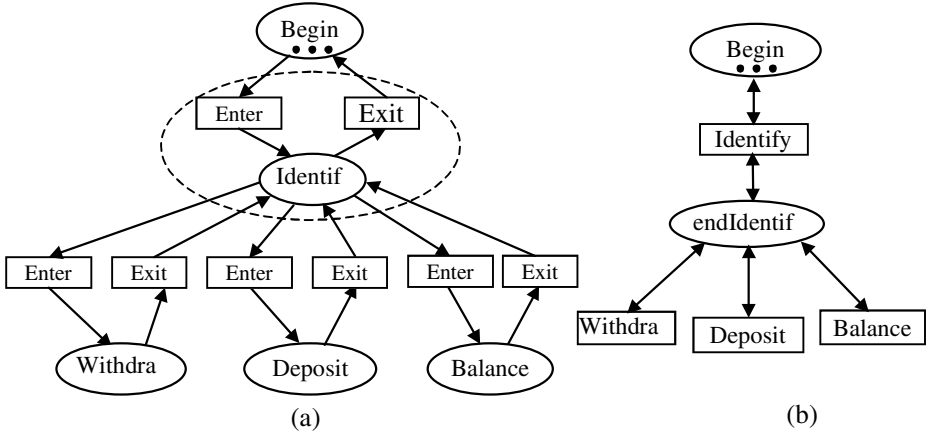 Begin
Enter
Exit
Identif
Enter
Exit
Enter
Exit
Enter
Exit
Withdra
Deposit
Balance
(a)
Begin
Identify
endIdentif
Withdra
Deposit
Balance
(b)